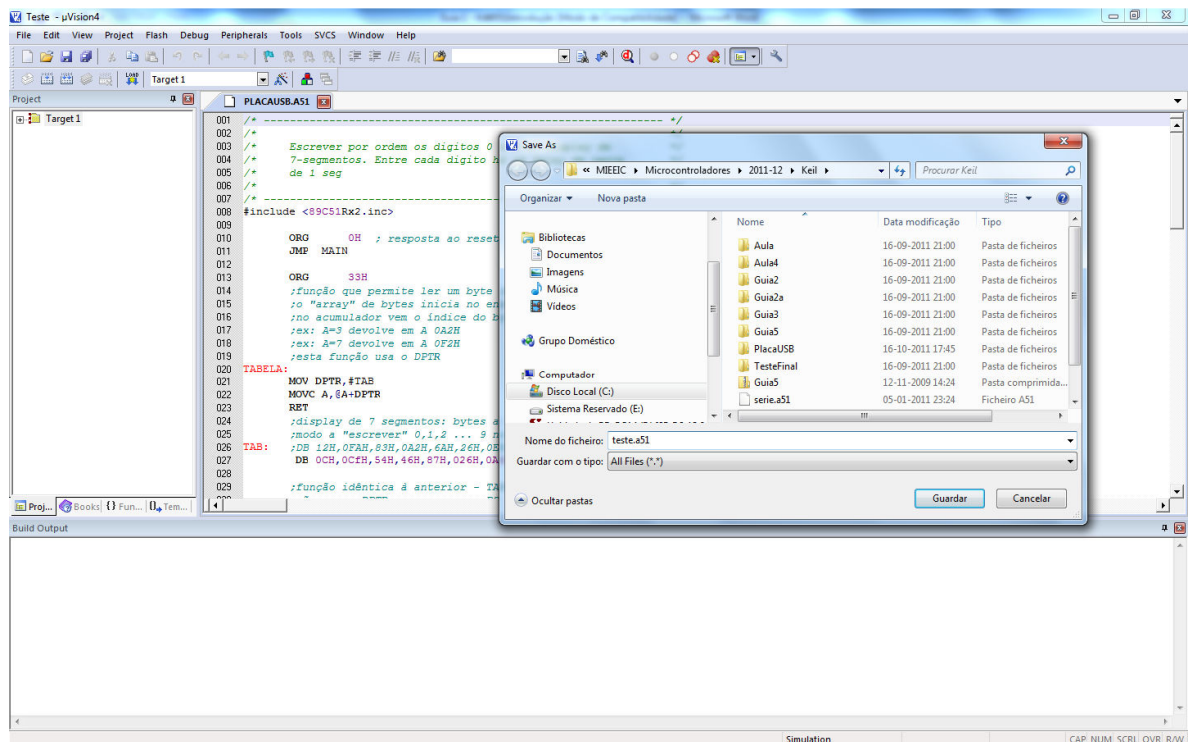 Teste - µVision4
File Edit View Project Flash Debug Peripherals Tools SVCS Window Help
LOAD Target 1
Project
Target 1
PLACAUSB.A51
001 /* ----------------------------------------------------------- */
002 /* */
003 /* Escrever por ordem os digitos 0
004 /* 7-segmentos. Entre cada digito
005 /* de 1 seg
006 /*
007 /* -----------------------------------
008 #include <89C51Rx2.inc>
009
010 ORG 0H ; resposta ao reset
011 JMP MAIN
012
013 ORG 33H
014 ;função que permite ler um byte
015 ;o "array" de bytes inicia no
016 ;no acumulador vem o índice do
017 ;ex: A=3 devolve em A 0A2H
018 ;ex: A=7 devolve em A 0F2H
019 ;esta função usa o DPTR
020 TABELA:
021 MOV DPTR,#TAB
022 MOVC A,@A+DPTR
023 RET
024 ;display de 7 segmentos: bytes
025 ;modo a "escrever" 0,1,2 ... 9
026 TAB: ;DB 12H,0FAH,83H,0A2H,6AH,26H,
027 DB 0CH,0CfH,54H,46H,87H,026H,
028
029 ;função idêntica à anterior -
Save As
« MIEEIC ▸ Microcontroladores ▸ 2011-12 ▸ Keil ▸
Procurar Keil
Organizar Nova pasta
Bibliotecas
Documentos
Imagens
Música
Vídeos
Grupo Doméstico
Computador
Disco Local (C:)
Sistema Reservado (E:)
Nome Data modificação Tipo
Aula 16-09-2011 21:00 Pasta de ficheiros
Aula4 16-09-2011 21:00 Pasta de ficheiros
Guia2 16-09-2011 21:00 Pasta de ficheiros
Guia2a 16-09-2011 21:00 Pasta de ficheiros
Guia3 16-09-2011 21:00 Pasta de ficheiros
Guia5 16-09-2011 21:00 Pasta de ficheiros
PlacaUSB 16-10-2011 17:45 Pasta de ficheiros
TesteFinal 16-09-2011 21:00 Pasta de ficheiros
Guia5 12-11-2009 14:24 Pasta comprimida...
serie.a51 05-01-2011 23:24 Ficheiro A51
Nome do ficheiro: teste.a51
Guardar com o tipo: All Files (*.*)
Ocultar pastas
Guardar Cancelar
Proj... Books {} Fun... Tem...
Build Output
Simulation CAP NUM SCRL OVR R/W